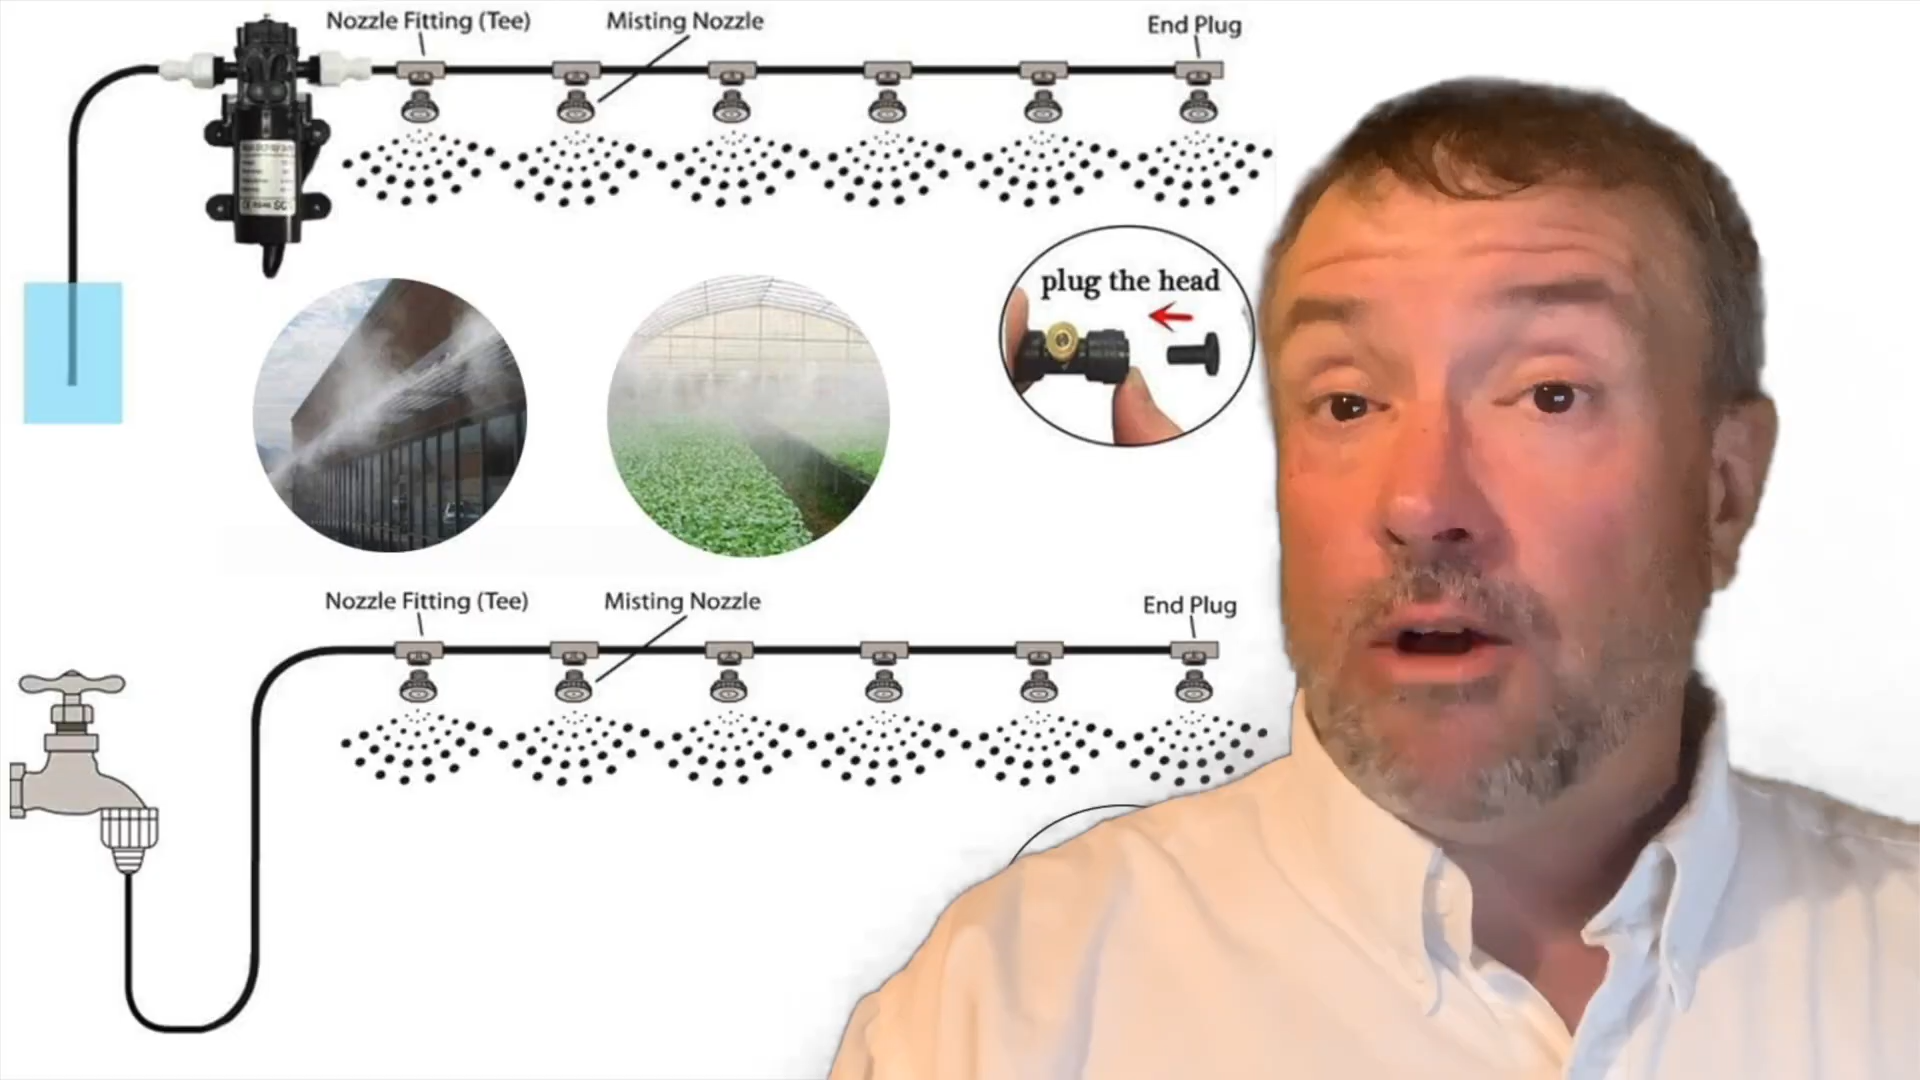 Nozzle Fitting (Tee)
Misting Nozzle
End Plug
plug the head
Nozzle Fitting (Tee)
Misting Nozzle
End Plug